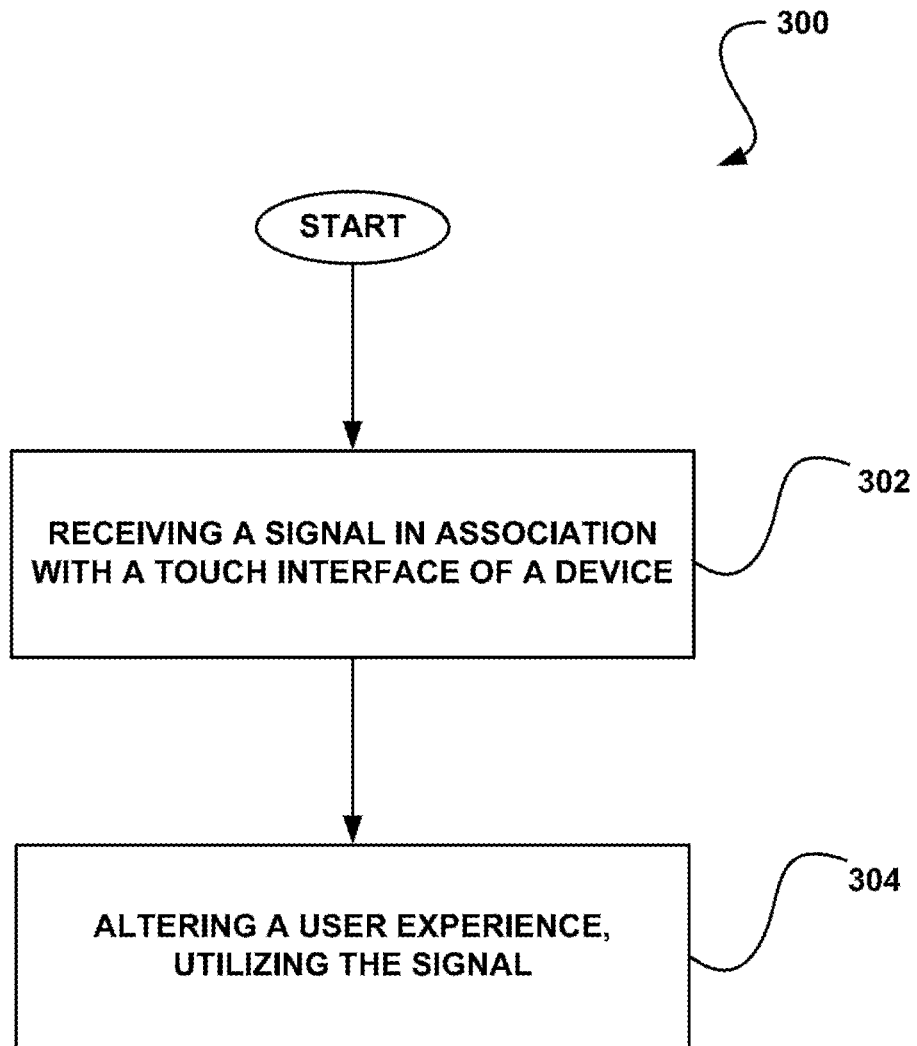 300
START
302
RECEIVING A SIGNAL IN ASSOCIATION
WITH A TOUCH INTERFACE OF A DEVICE
304
ALTERING A USER EXPERIENCE,
UTILIZING THE SIGNAL